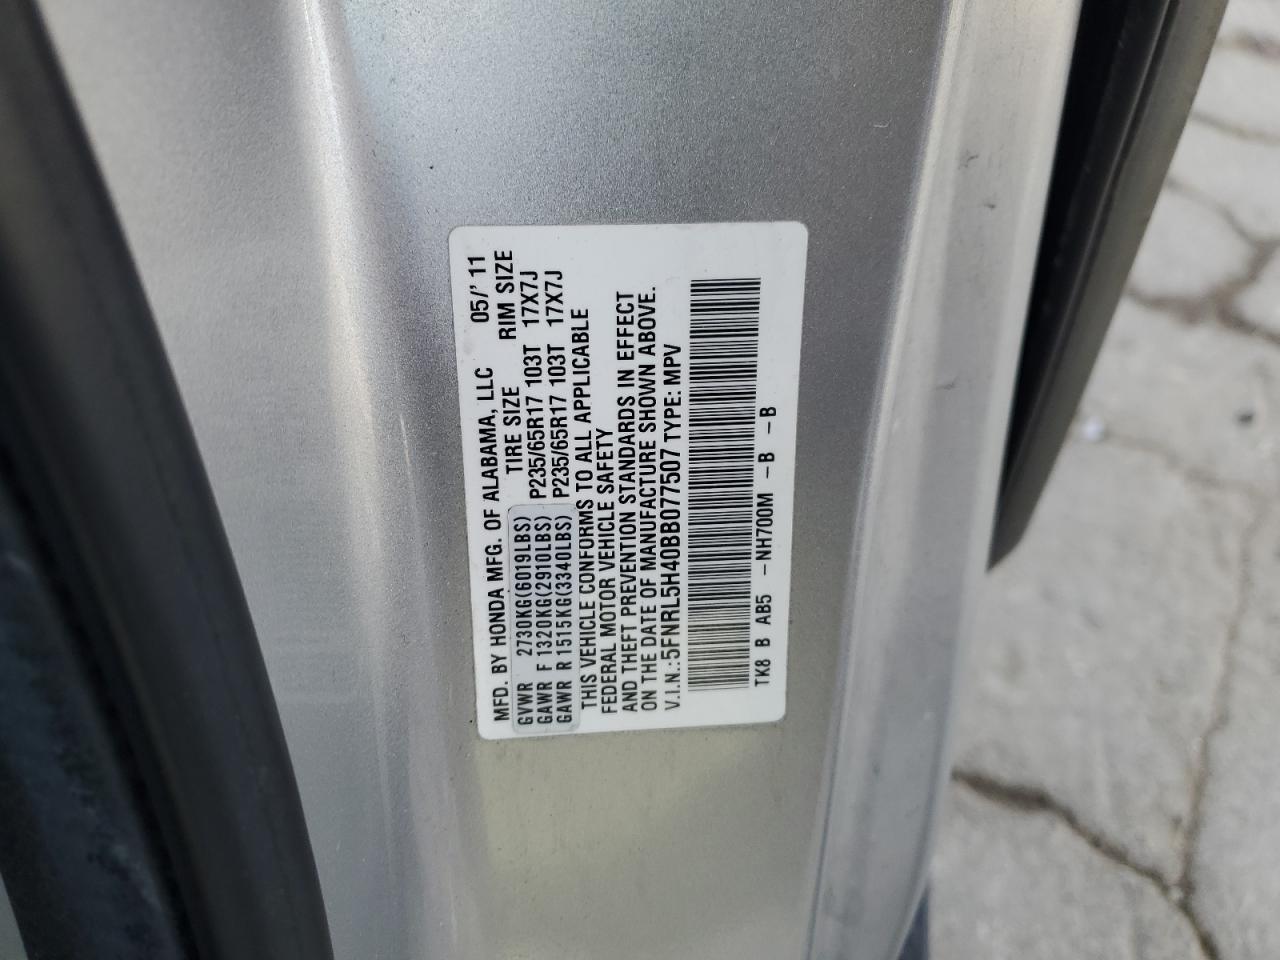 MFD. BY HONDA MFG. OF ALABAMA, LLC 05/' 11
TIRE SIZE RIM SIZE
GVWR 2730KG(6019LBS)
GAWR F 1320KG(2910LBS) P235/65R17 103T 17X7J
GAWR R 1515KG(3340LBS) P235/65R17 103T 17X7J
THIS VEHICLE CONFORMS TO ALL APPLICABLE
FEDERAL MOTOR VEHICLE SAFETY
AND THEFT PREVENTION STANDARDS IN EFFECT
ON THE DATE OF MANUFACTURE SHOWN ABOVE.
V.I.N.:5FNRL5H40BB077507 TYPE: MPV
TK8 B AB5 -NH700M -B -B